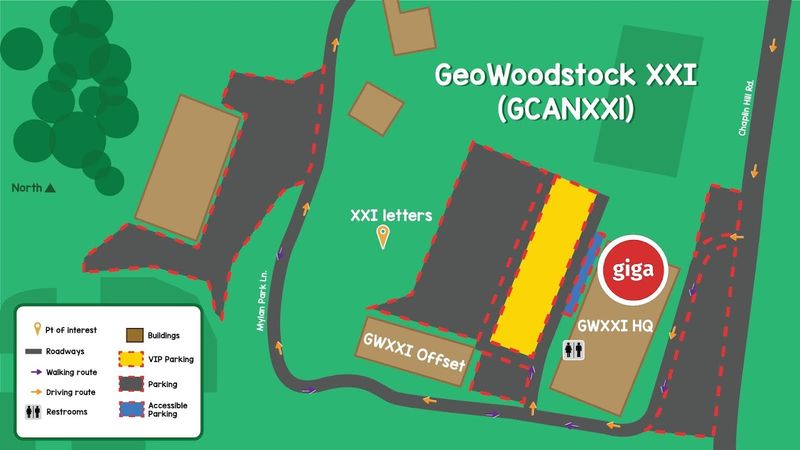 GeoWoodstock XXI
(GCANXXI)
Chaplin Hill Rd.
North
XXI letters
giga
Mylan Park Ln.
GWXXI HQ
GWXXI Offset
Pt of interest
Roadways
Walking route
Driving route
Restrooms
Buildings
VIP Parking
Parking
Accessible
Parking